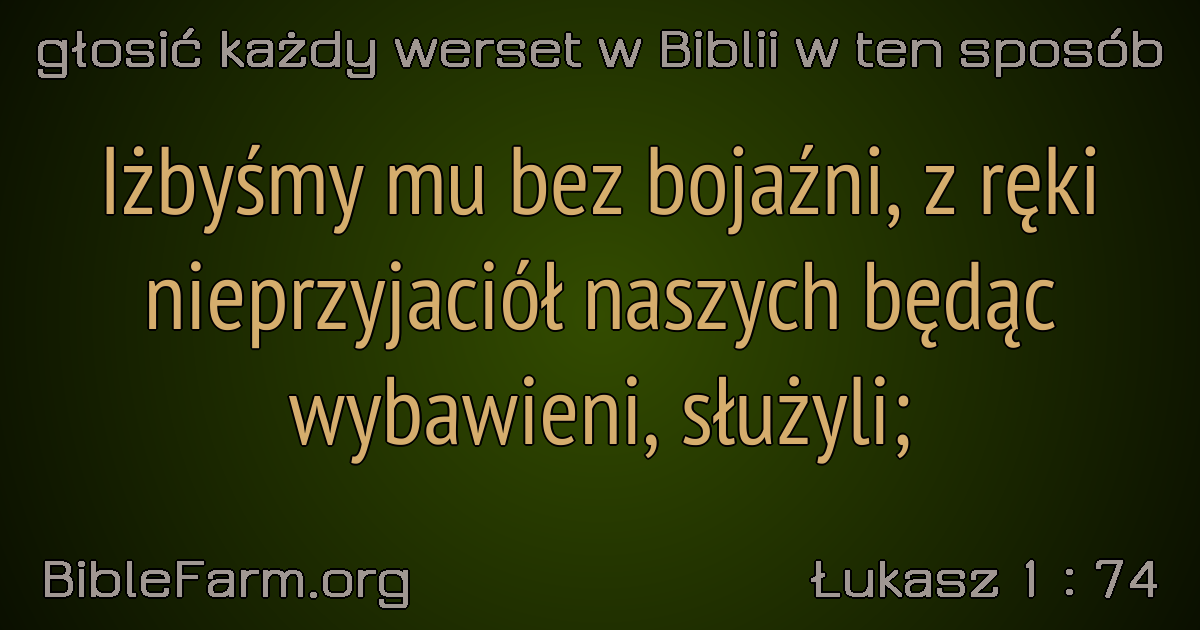 głosić każdy werset w Biblii w ten sposób
Iżbyśmy mu bez bojaźni, z ręki
nieprzyjaciół naszych będąc
wybawieni, służyli;
BibleFarm.org
Łukasz 1 : 74